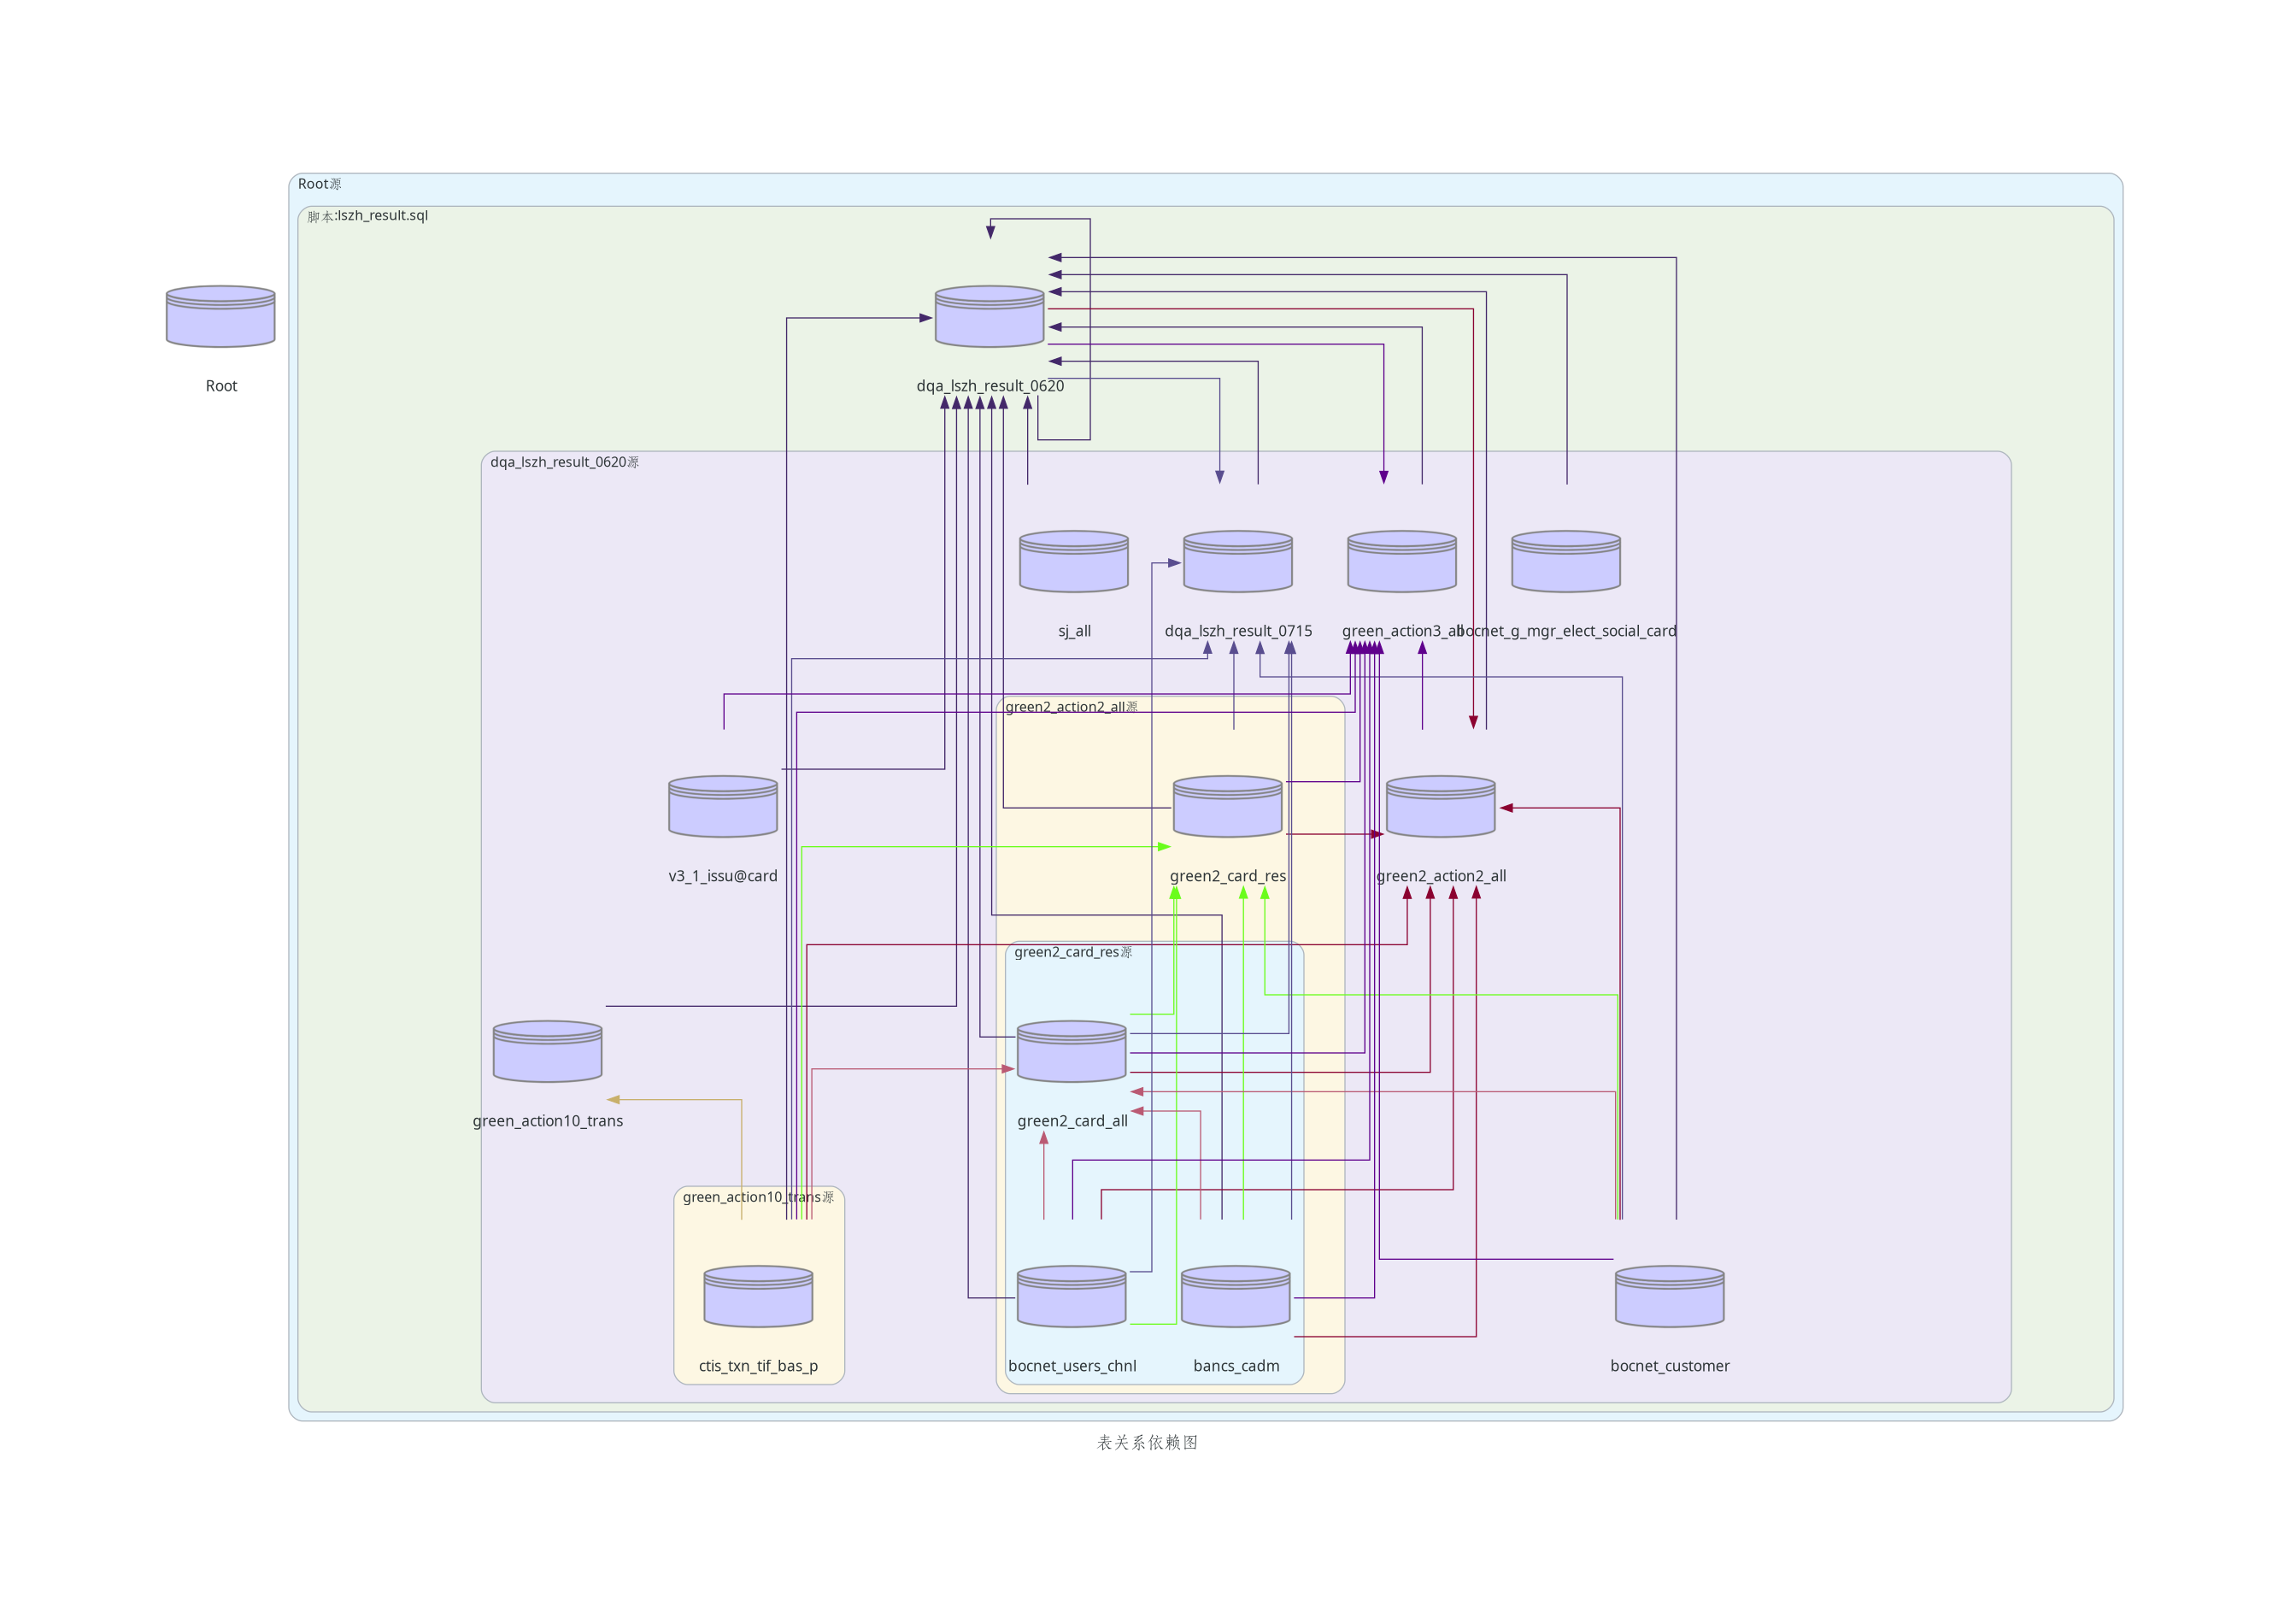 Root源
脚本:lszh_result.sql
Root
dqa_lszh_result_0620
dqa_lszh_result_0620源
sj_all
dqa_lszh_result_0715
green_action3_all
bocnet_g_mgr_elect_social_card
green2_action2_all源
v3_1_issu@card
green2_card_res
green2_action2_all
green2_card_res源
green_action10_trans
green2_card_all
green_action10_trans源
ctis_txn_tif_bas_p
bocnet_users_chnl
bancs_cadm
bocnet_customer
表关系依赖图